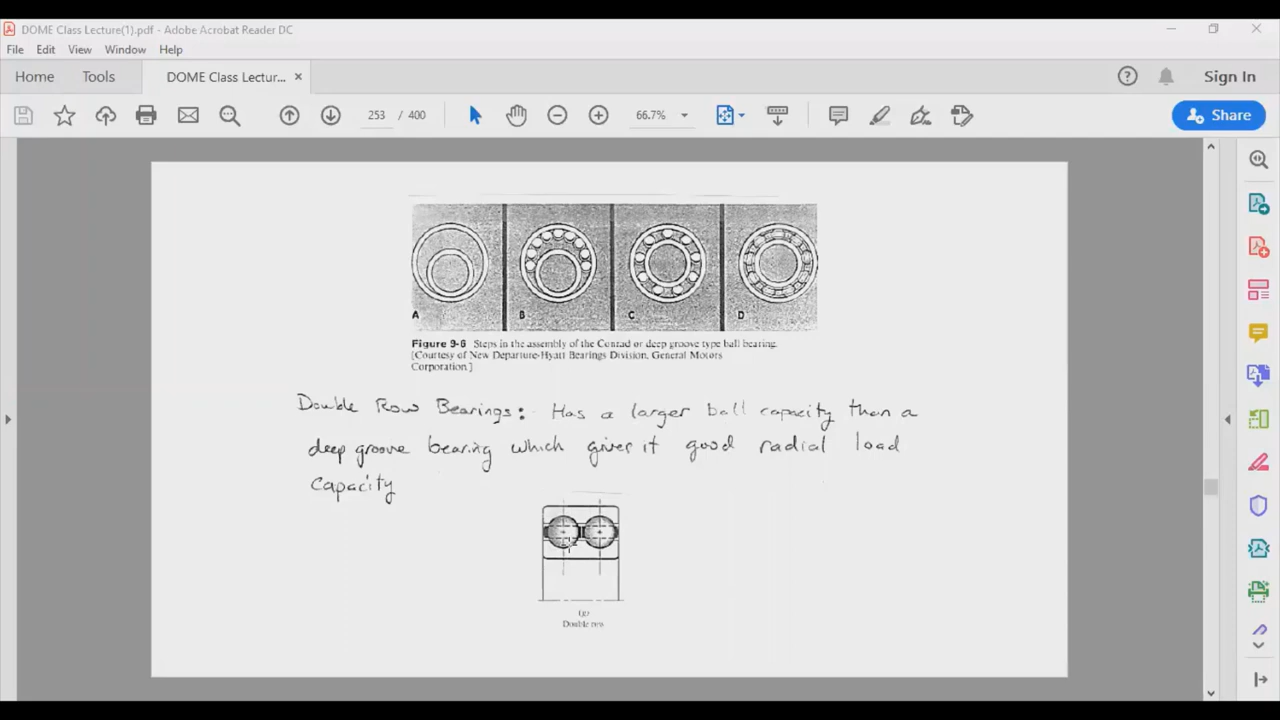 DOME Class Lecture(1).pdf - Adobe Acrobat Reader DC
File Edit View Window Help
Home Tools DOME Class Lectur... × Sign In
253 / 400 66.7% Share
A B C D
Figure 9-6 Steps in the assembly of the Conrad or deep groove type ball bearing.
[Courtesy of New Departure-Hyatt Bearings Division, General Motors
Corporation.]
Double Row Bearings: Has a larger ball capacity than a
deep groove bearing which gives it good radial load
capacity
Double row